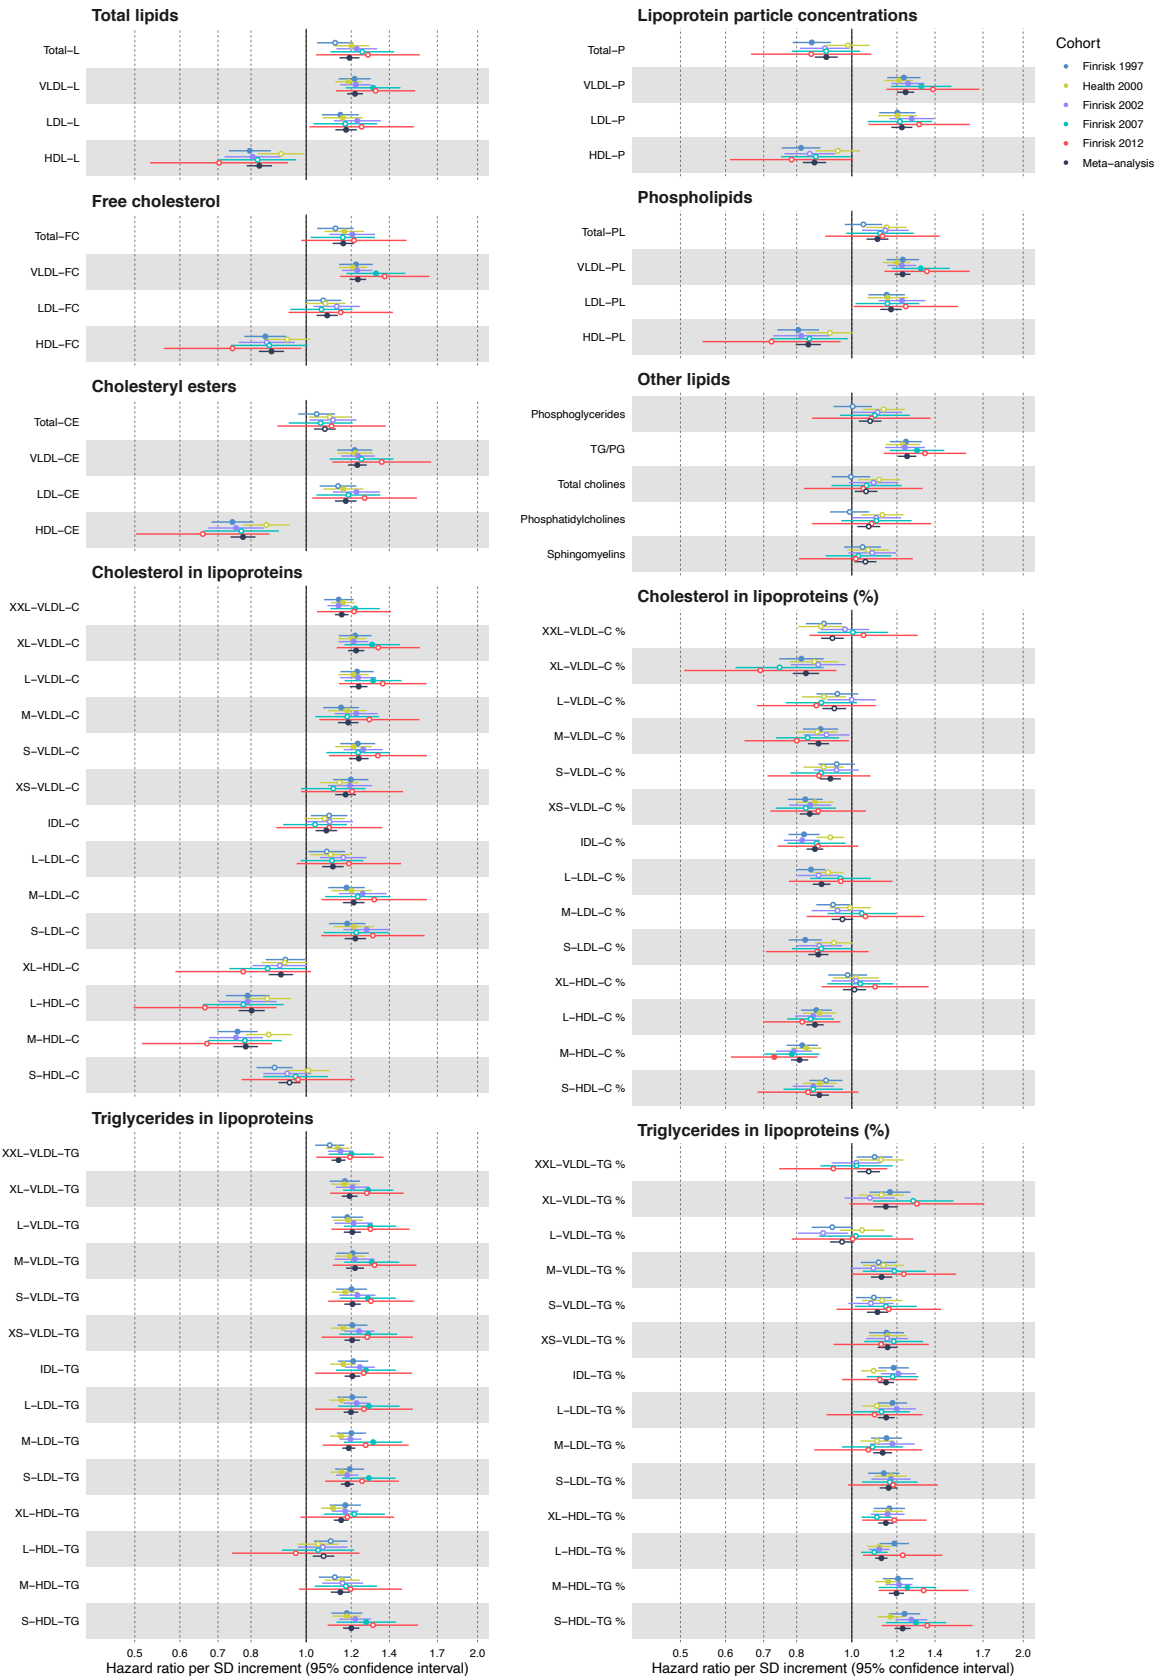 Total lipids
Total−L
VLDL−L
LDL−L
HDL−L
Free cholesterol
Total−FC
VLDL−FC
LDL−FC
HDL−FC
Cholesteryl esters
Total−CE
VLDL−CE
LDL−CE
HDL−CE
Cholesterol in lipoproteins
XXL−VLDL−C
XL−VLDL−C
L−VLDL−C
M−VLDL−C
S−VLDL−C
XS−VLDL−C
IDL−C
L−LDL−C
M−LDL−C
S−LDL−C
XL−HDL−C
L−HDL−C
M−HDL−C
S−HDL−C
Triglycerides in lipoproteins
XXL−VLDL−TG
XL−VLDL−TG
L−VLDL−TG
M−VLDL−TG
S−VLDL−TG
XS−VLDL−TG
IDL−TG
L−LDL−TG
M−LDL−TG
S−LDL−TG
XL−HDL−TG
L−HDL−TG
M−HDL−TG
S−HDL−TG
0.5 0.6 0.7 0.8 1.0 1.2 1.4 1.7 2.0
Hazard ratio per SD increment (95% confidence interval)
Lipoprotein particle concentrations
Total−P
VLDL−P
LDL−P
HDL−P
Phospholipids
Total−PL
VLDL−PL
LDL−PL
HDL−PL
Other lipids
Phosphoglycerides
TG/PG
Total cholines
Phosphatidylcholines
Sphingomyelins
Cholesterol in lipoproteins (%)
XXL−VLDL−C %
XL−VLDL−C %
L−VLDL−C %
M−VLDL−C %
S−VLDL−C %
XS−VLDL−C %
IDL−C %
L−LDL−C %
M−LDL−C %
S−LDL−C %
XL−HDL−C %
L−HDL−C %
M−HDL−C %
S−HDL−C %
Triglycerides in lipoproteins (%)
XXL−VLDL−TG %
XL−VLDL−TG %
L−VLDL−TG %
M−VLDL−TG %
S−VLDL−TG %
XS−VLDL−TG %
IDL−TG %
L−LDL−TG %
M−LDL−TG %
S−LDL−TG %
XL−HDL−TG %
L−HDL−TG %
M−HDL−TG %
S−HDL−TG %
0.5 0.6 0.7 0.8 1.0 1.2 1.4 1.7 2.0
Hazard ratio per SD increment (95% confidence interval)
Cohort
Finrisk 1997
Health 2000
Finrisk 2002
Finrisk 2007
Finrisk 2012
Meta−analysis